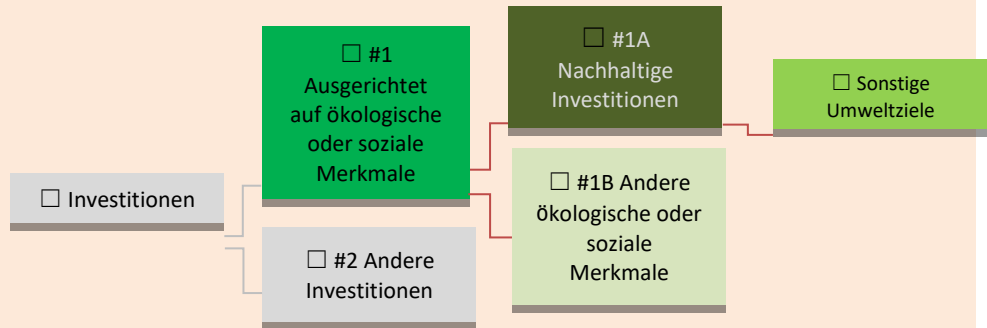 ☐ Investitionen
☐ #1
Ausgerichtet
auf ökologische
oder soziale
Merkmale
☐ #2 Andere
Investitionen
☐ #1A
Nachhaltige
Investitionen
☐ #1B Andere
ökologische oder
soziale
Merkmale
☐ Sonstige
Umweltziele